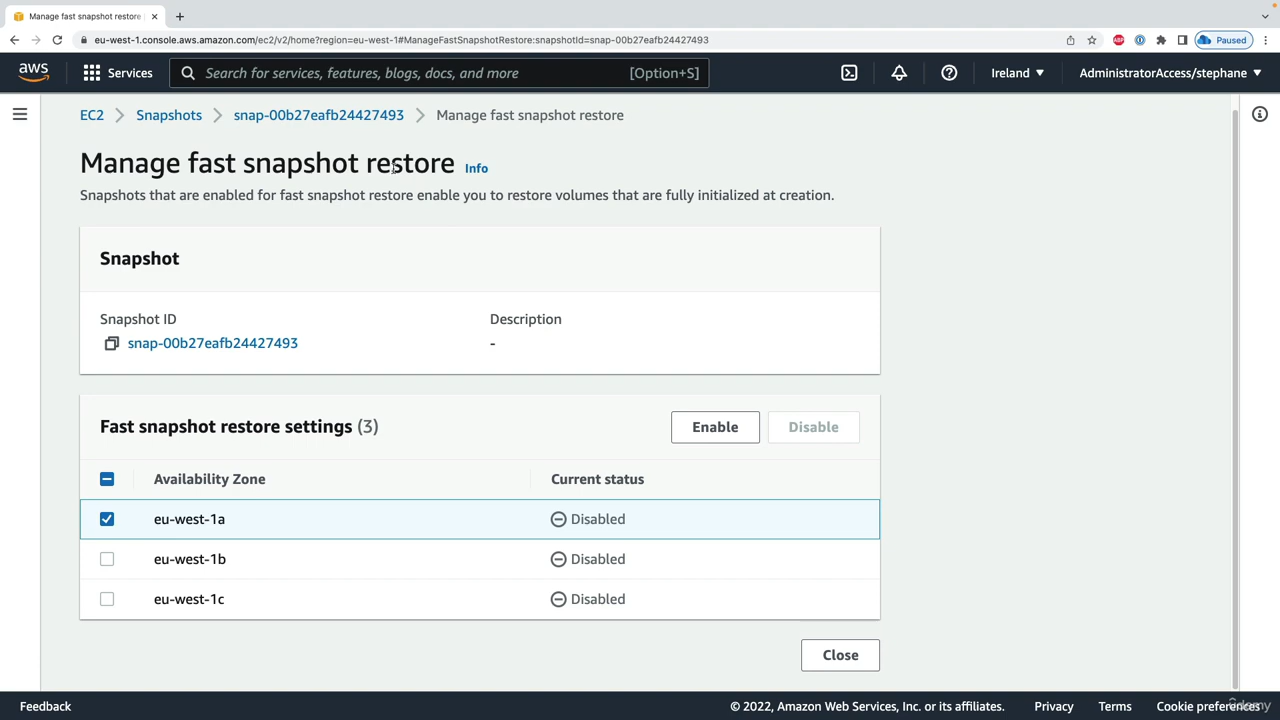 Manage fast snapshot restore
eu-west-1.console.aws.amazon.com/ec2/v2/home?region=eu-west-1#ManageFastSnapshotRestore:snapshotId=snap-00b27eafb24427493
ABP
Paused
aws
Services
Search for services, features, blogs, docs, and more
[Option+S]
Ireland ▼
AdministratorAccess/stephane ▼
EC2 > Snapshots > snap-00b27eafb24427493 > Manage fast snapshot restore
Manage fast snapshot restore Info
Snapshots that are enabled for fast snapshot restore enable you to restore volumes that are fully initialized at creation.
Snapshot
Snapshot ID
Description
snap-00b27eafb24427493
-
Fast snapshot restore settings (3)
Enable
Disable
Availability Zone
Current status
eu-west-1a
Disabled
eu-west-1b
Disabled
eu-west-1c
Disabled
Close
Feedback
© 2022, Amazon Web Services, Inc. or its affiliates.
Privacy
Terms
Cookie preferences
Udemy